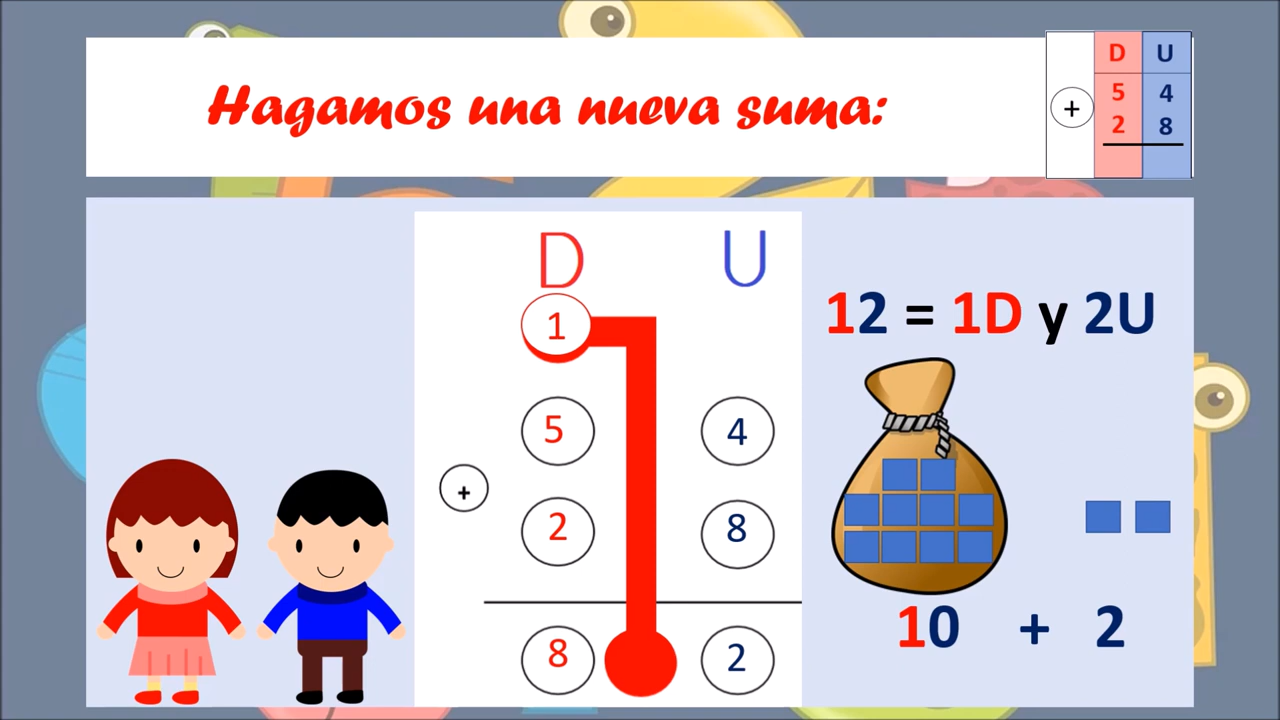 Hagamos una nueva suma:
D U
5 4
+
2 8
D U
1
5 4
+
2 8
8 2
12 = 1D y 2U
10 + 2